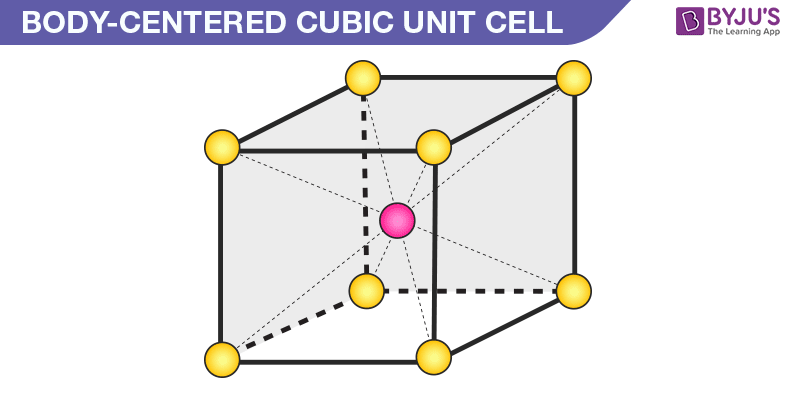 BODY-CENTERED CUBIC UNIT CELL
BYJU'S
The Learning App